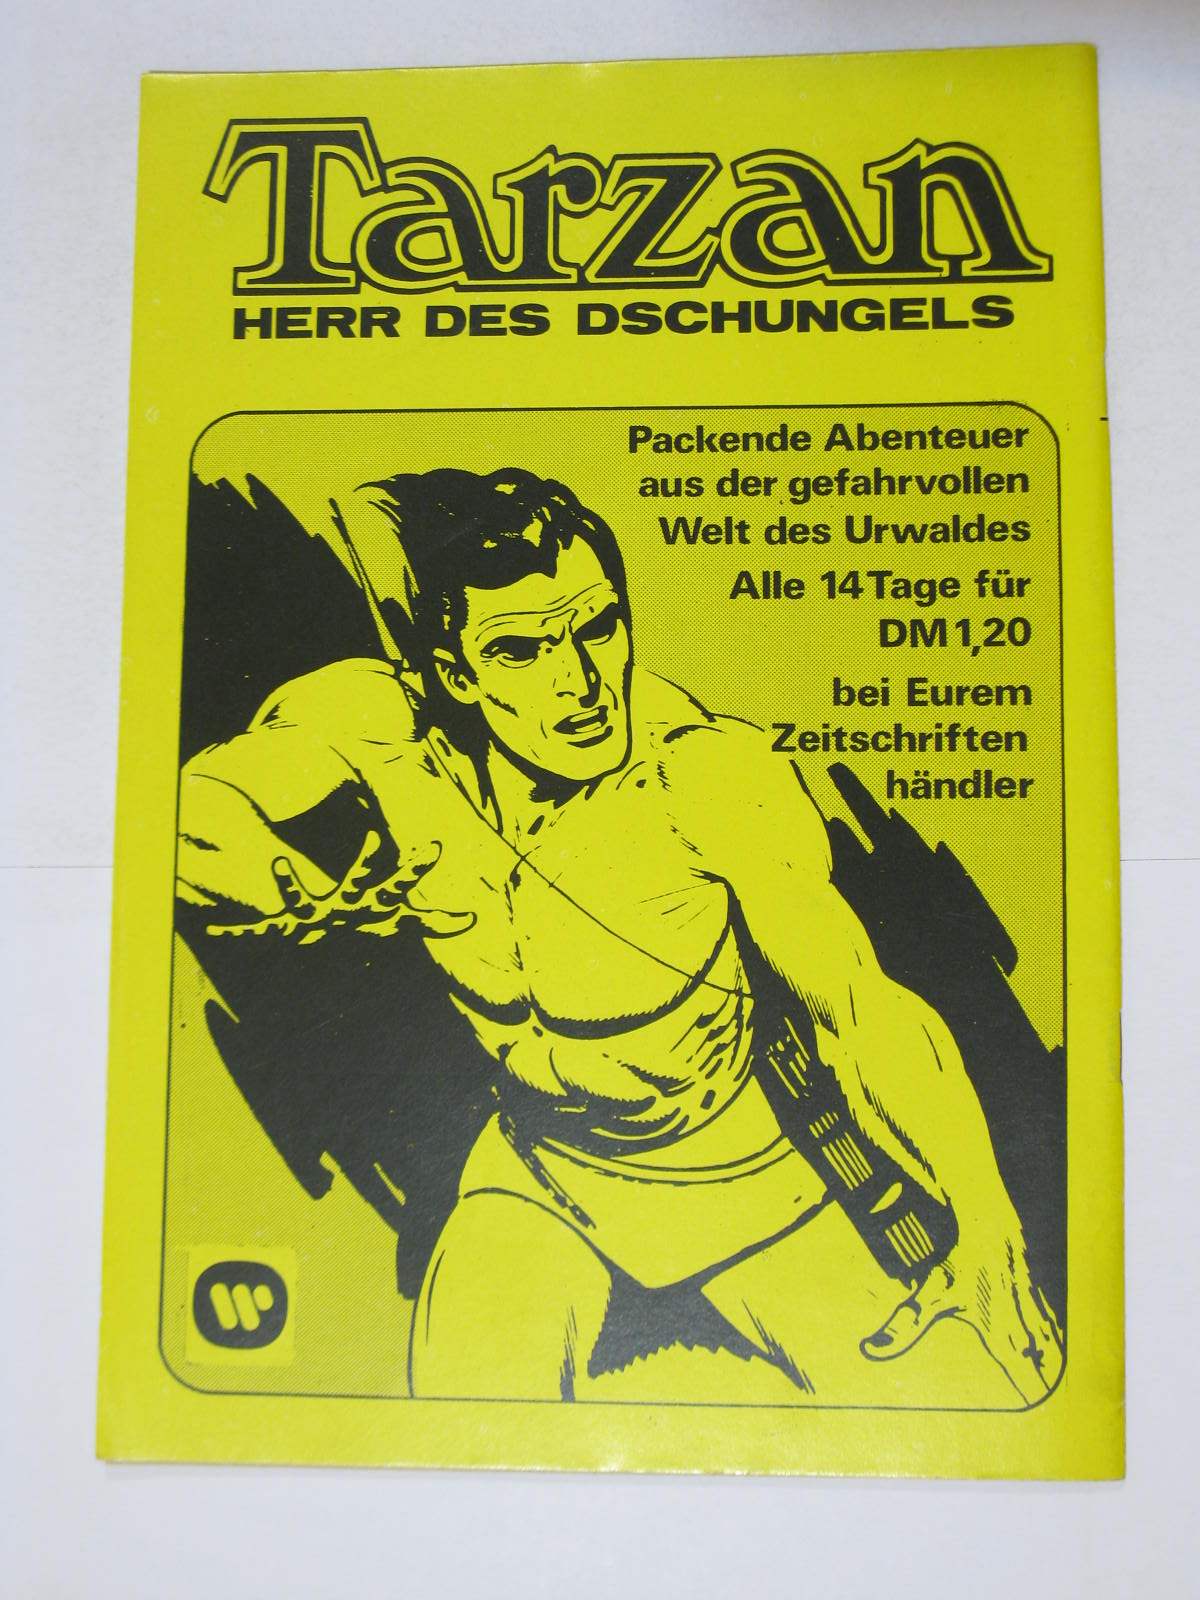 Tarzan
HERR DES DSCHUNGELS
Packende Abenteuer
aus der gefahrvollen
Welt des Urwaldes
Alle 14 Tage für
DM 1,20
bei Eurem
Zeitschriften
händler